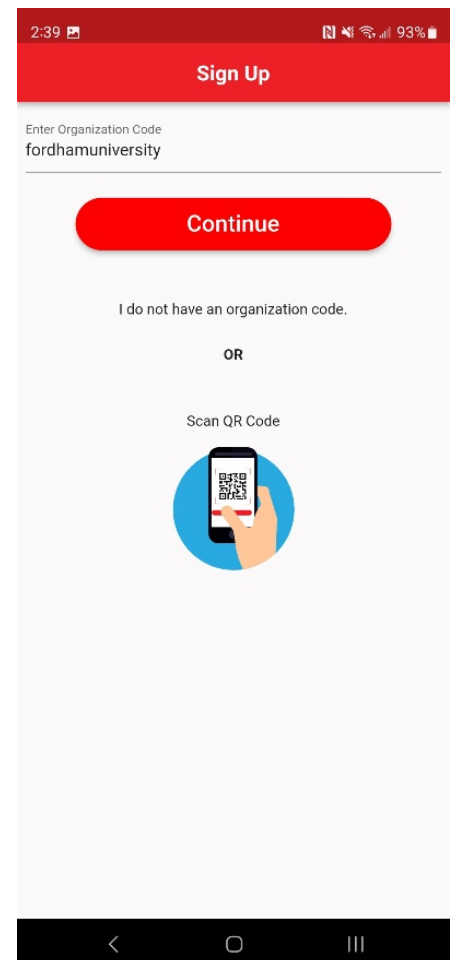 2:39 93%
Sign Up
Enter Organization Code
fordhamuniversity
Continue
I do not have an organization code.
OR
Scan QR Code